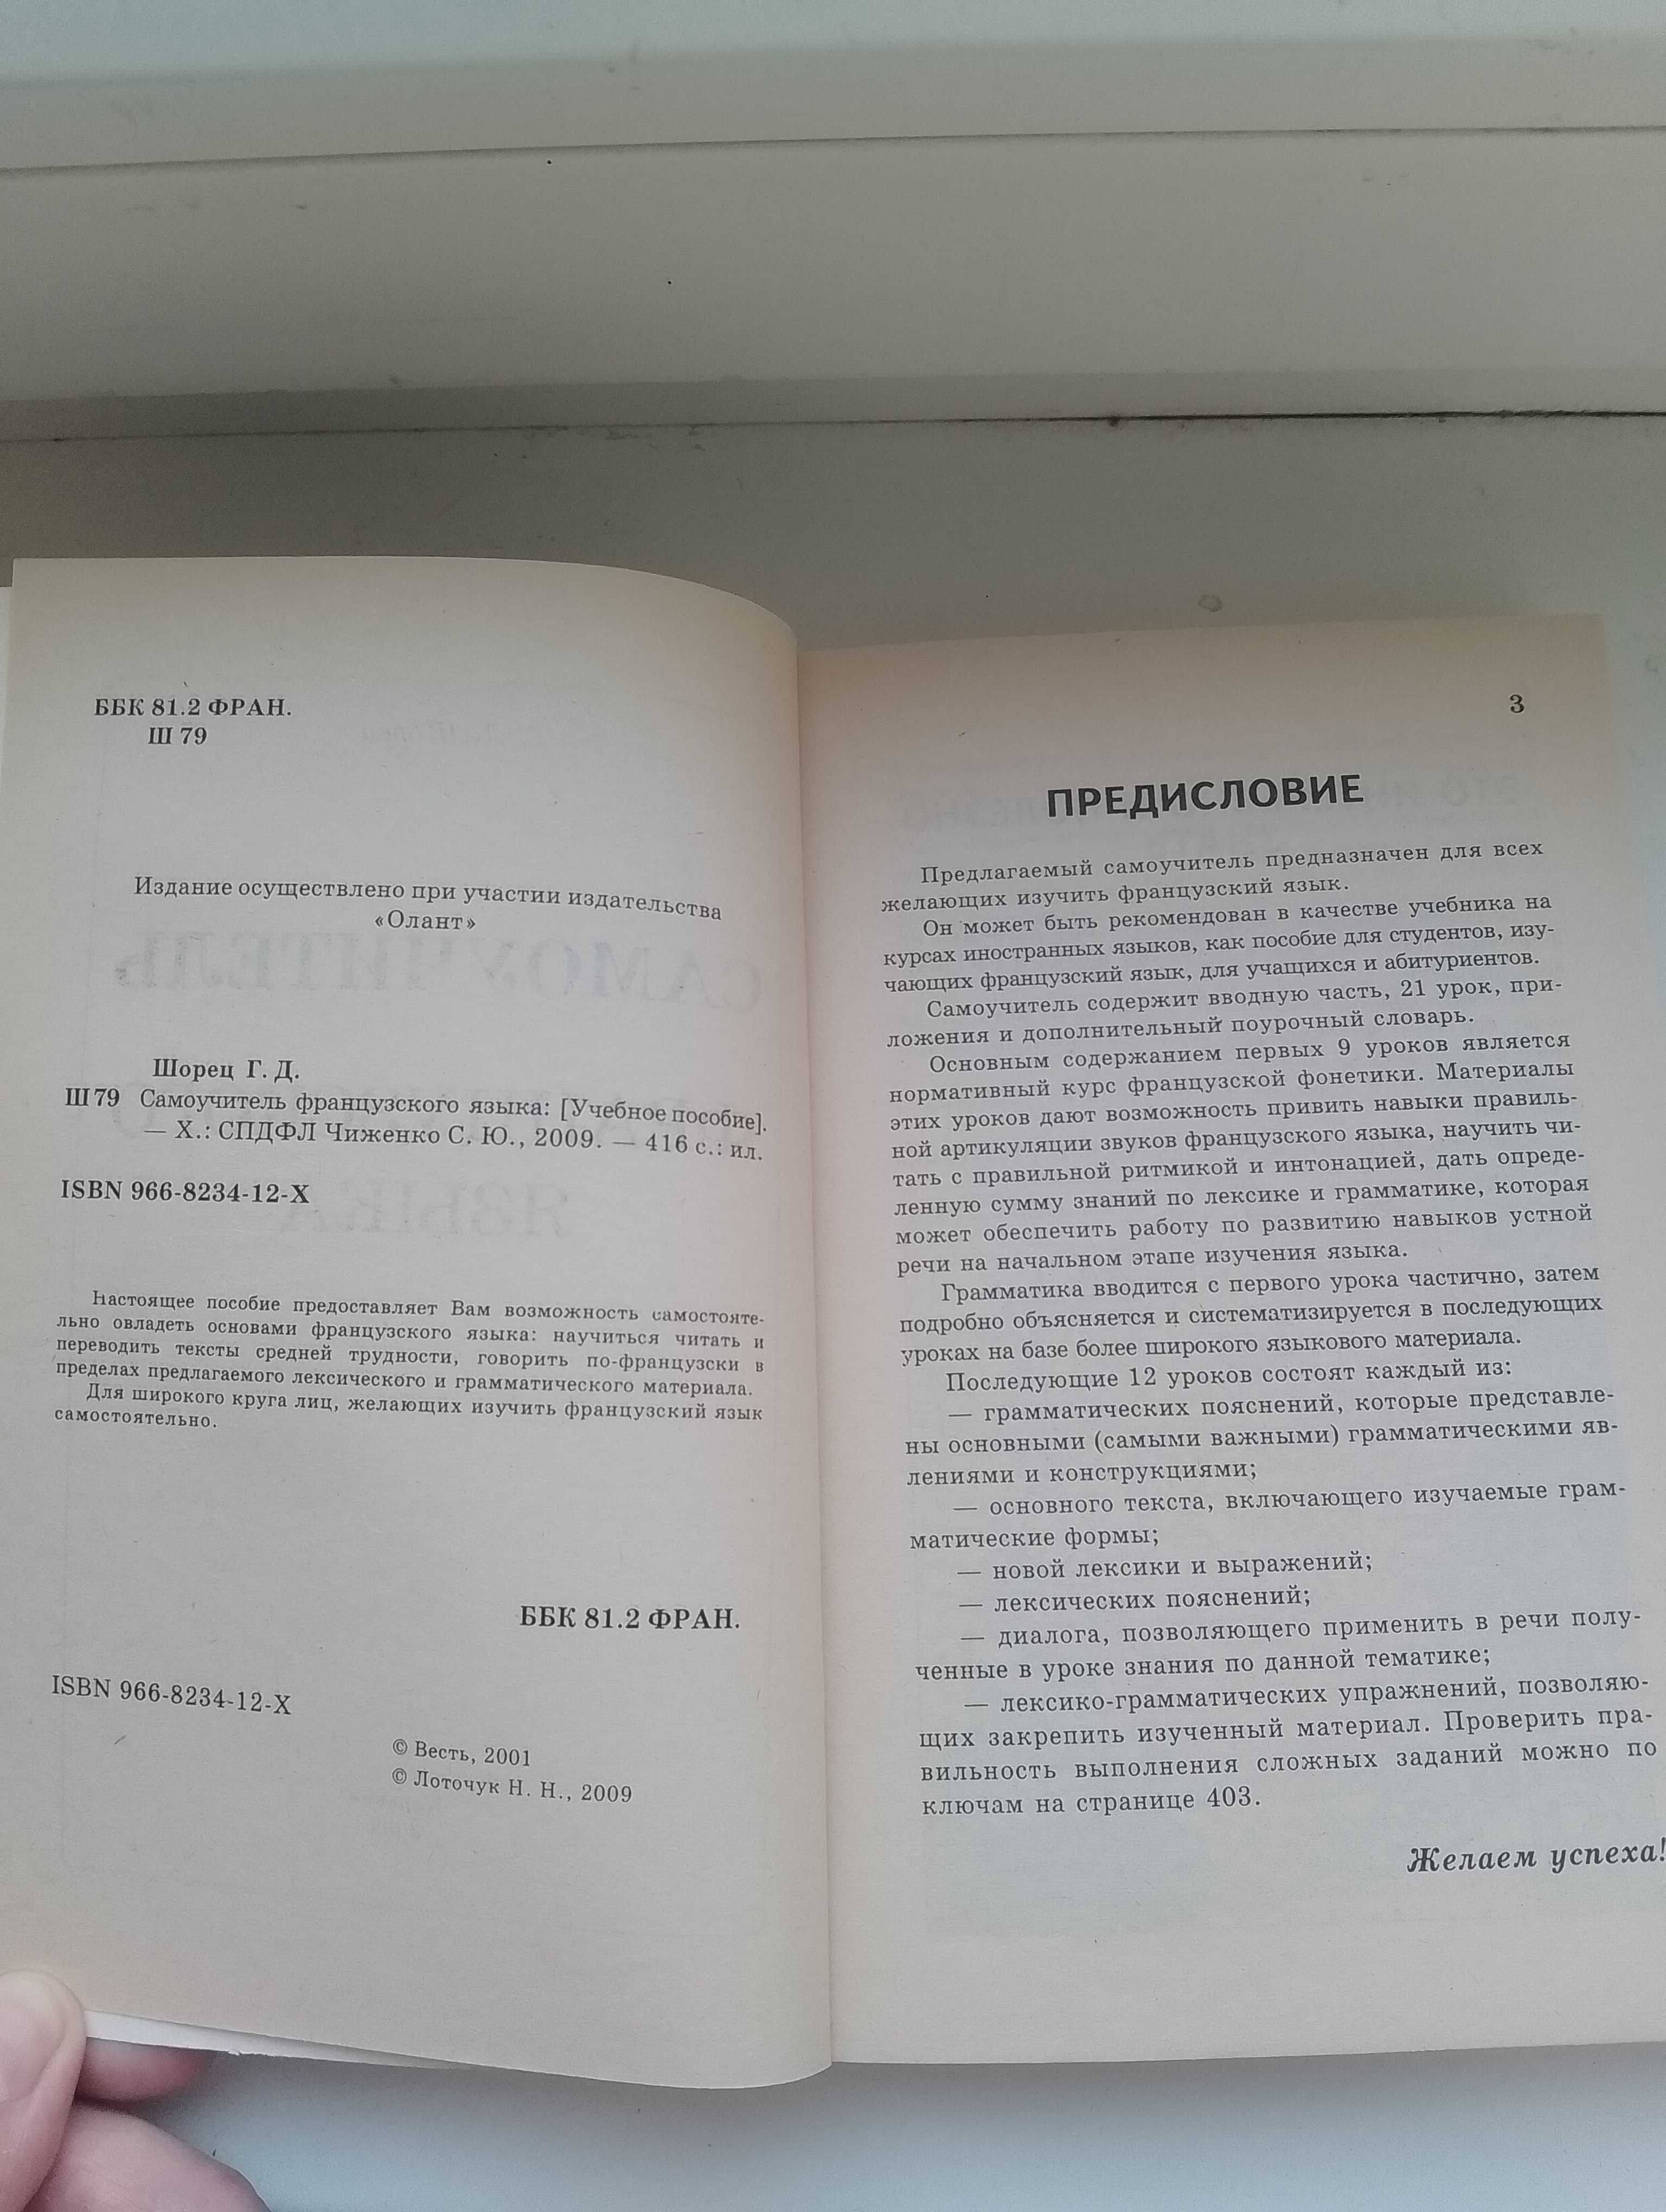 ББК 81.2 ФРАН.
Ш 79
Издание осуществлено при участии издательства
«Олант»
Шорец Г. Д.
Ш 79 Самоучитель французского языка: [Учебное пособие].
— Х.: СПДФЛ Чиженко С. Ю., 2009. — 416 с.: ил.
ISBN 966-8234-12-X
Настоящее пособие предоставляет Вам возможность самостояте-
льно овладеть основами французского языка: научиться читать и
переводить тексты средней трудности, говорить по-французски в
пределах предлагаемого лексического и грамматического материала.
Для широкого круга лиц, желающих изучить французский язык
самостоятельно.
ББК 81.2 ФРАН.
ISBN 966-8234-12-X
© Весть, 2001
© Лоточук Н. Н., 2009
3
ПРЕДИСЛОВИЕ
Предлагаемый самоучитель предназначен для всех
желающих изучить французский язык.
Он может быть рекомендован в качестве учебника на
курсах иностранных языков, как пособие для студентов, изу-
чающих французский язык, для учащихся и абитуриентов.
Самоучитель содержит вводную часть, 21 урок, при-
ложения и дополнительный поурочный словарь.
Основным содержанием первых 9 уроков является
нормативный курс французской фонетики. Материалы
этих уроков дают возможность привить навыки правиль-
ной артикуляции звуков французского языка, научить чи-
тать с правильной ритмикой и интонацией, дать опреде-
ленную сумму знаний по лексике и грамматике, которая
может обеспечить работу по развитию навыков устной
речи на начальном этапе изучения языка.
Грамматика вводится с первого урока частично, затем
подробно объясняется и систематизируется в последующих
уроках на базе более широкого языкового материала.
Последующие 12 уроков состоят каждый из:
— грамматических пояснений, которые представле-
ны основными (самыми важными) грамматическими яв-
лениями и конструкциями;
— основного текста, включающего изучаемые грам-
матические формы;
— новой лексики и выражений;
— лексических пояснений;
— диалога, позволяющего применить в речи полу-
ченные в уроке знания по данной тематике;
— лексико-грамматических упражнений, позволяю-
щих закрепить изученный материал. Проверить пра-
вильность выполнения сложных заданий можно по
ключам на странице 403.
Желаем успеха!